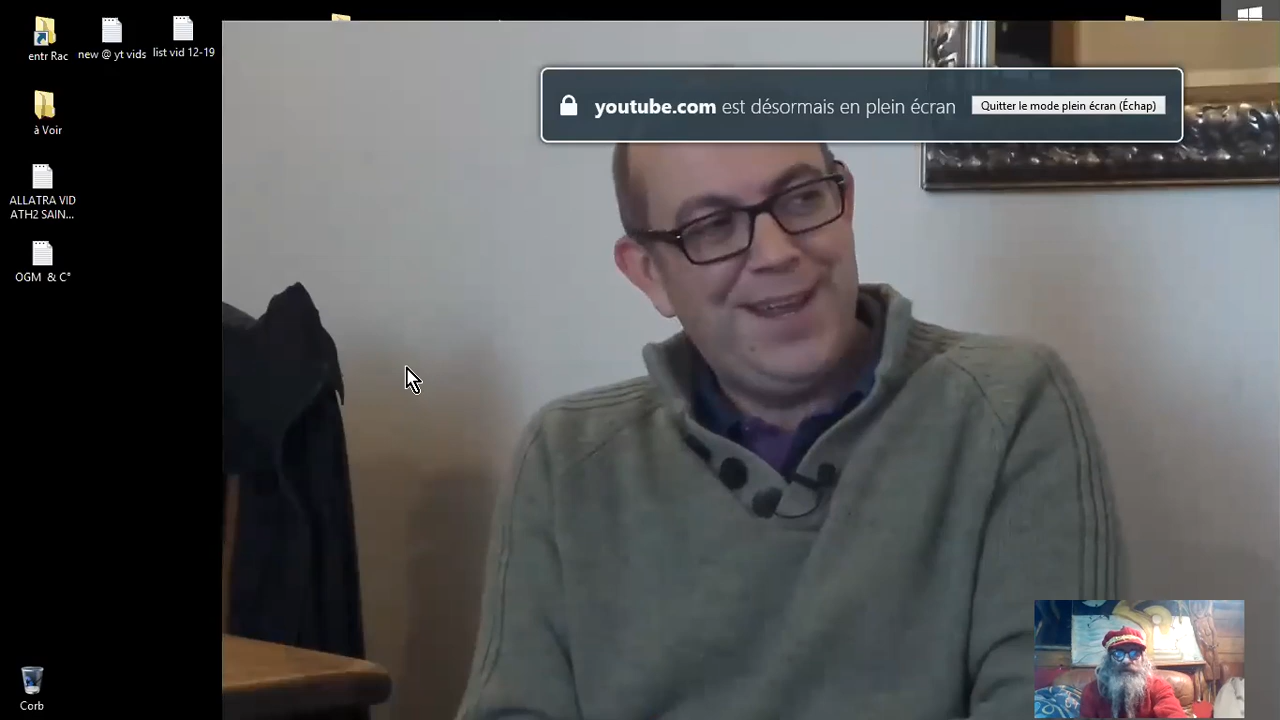 entr Rac
new @ yt vids
list vid 12-19
youtube.com est désormais en plein écran
Quitter le mode plein écran (Échap)
à Voir
ALLATRA VID
ATH2 SAIN...
OGM & C°
Corb